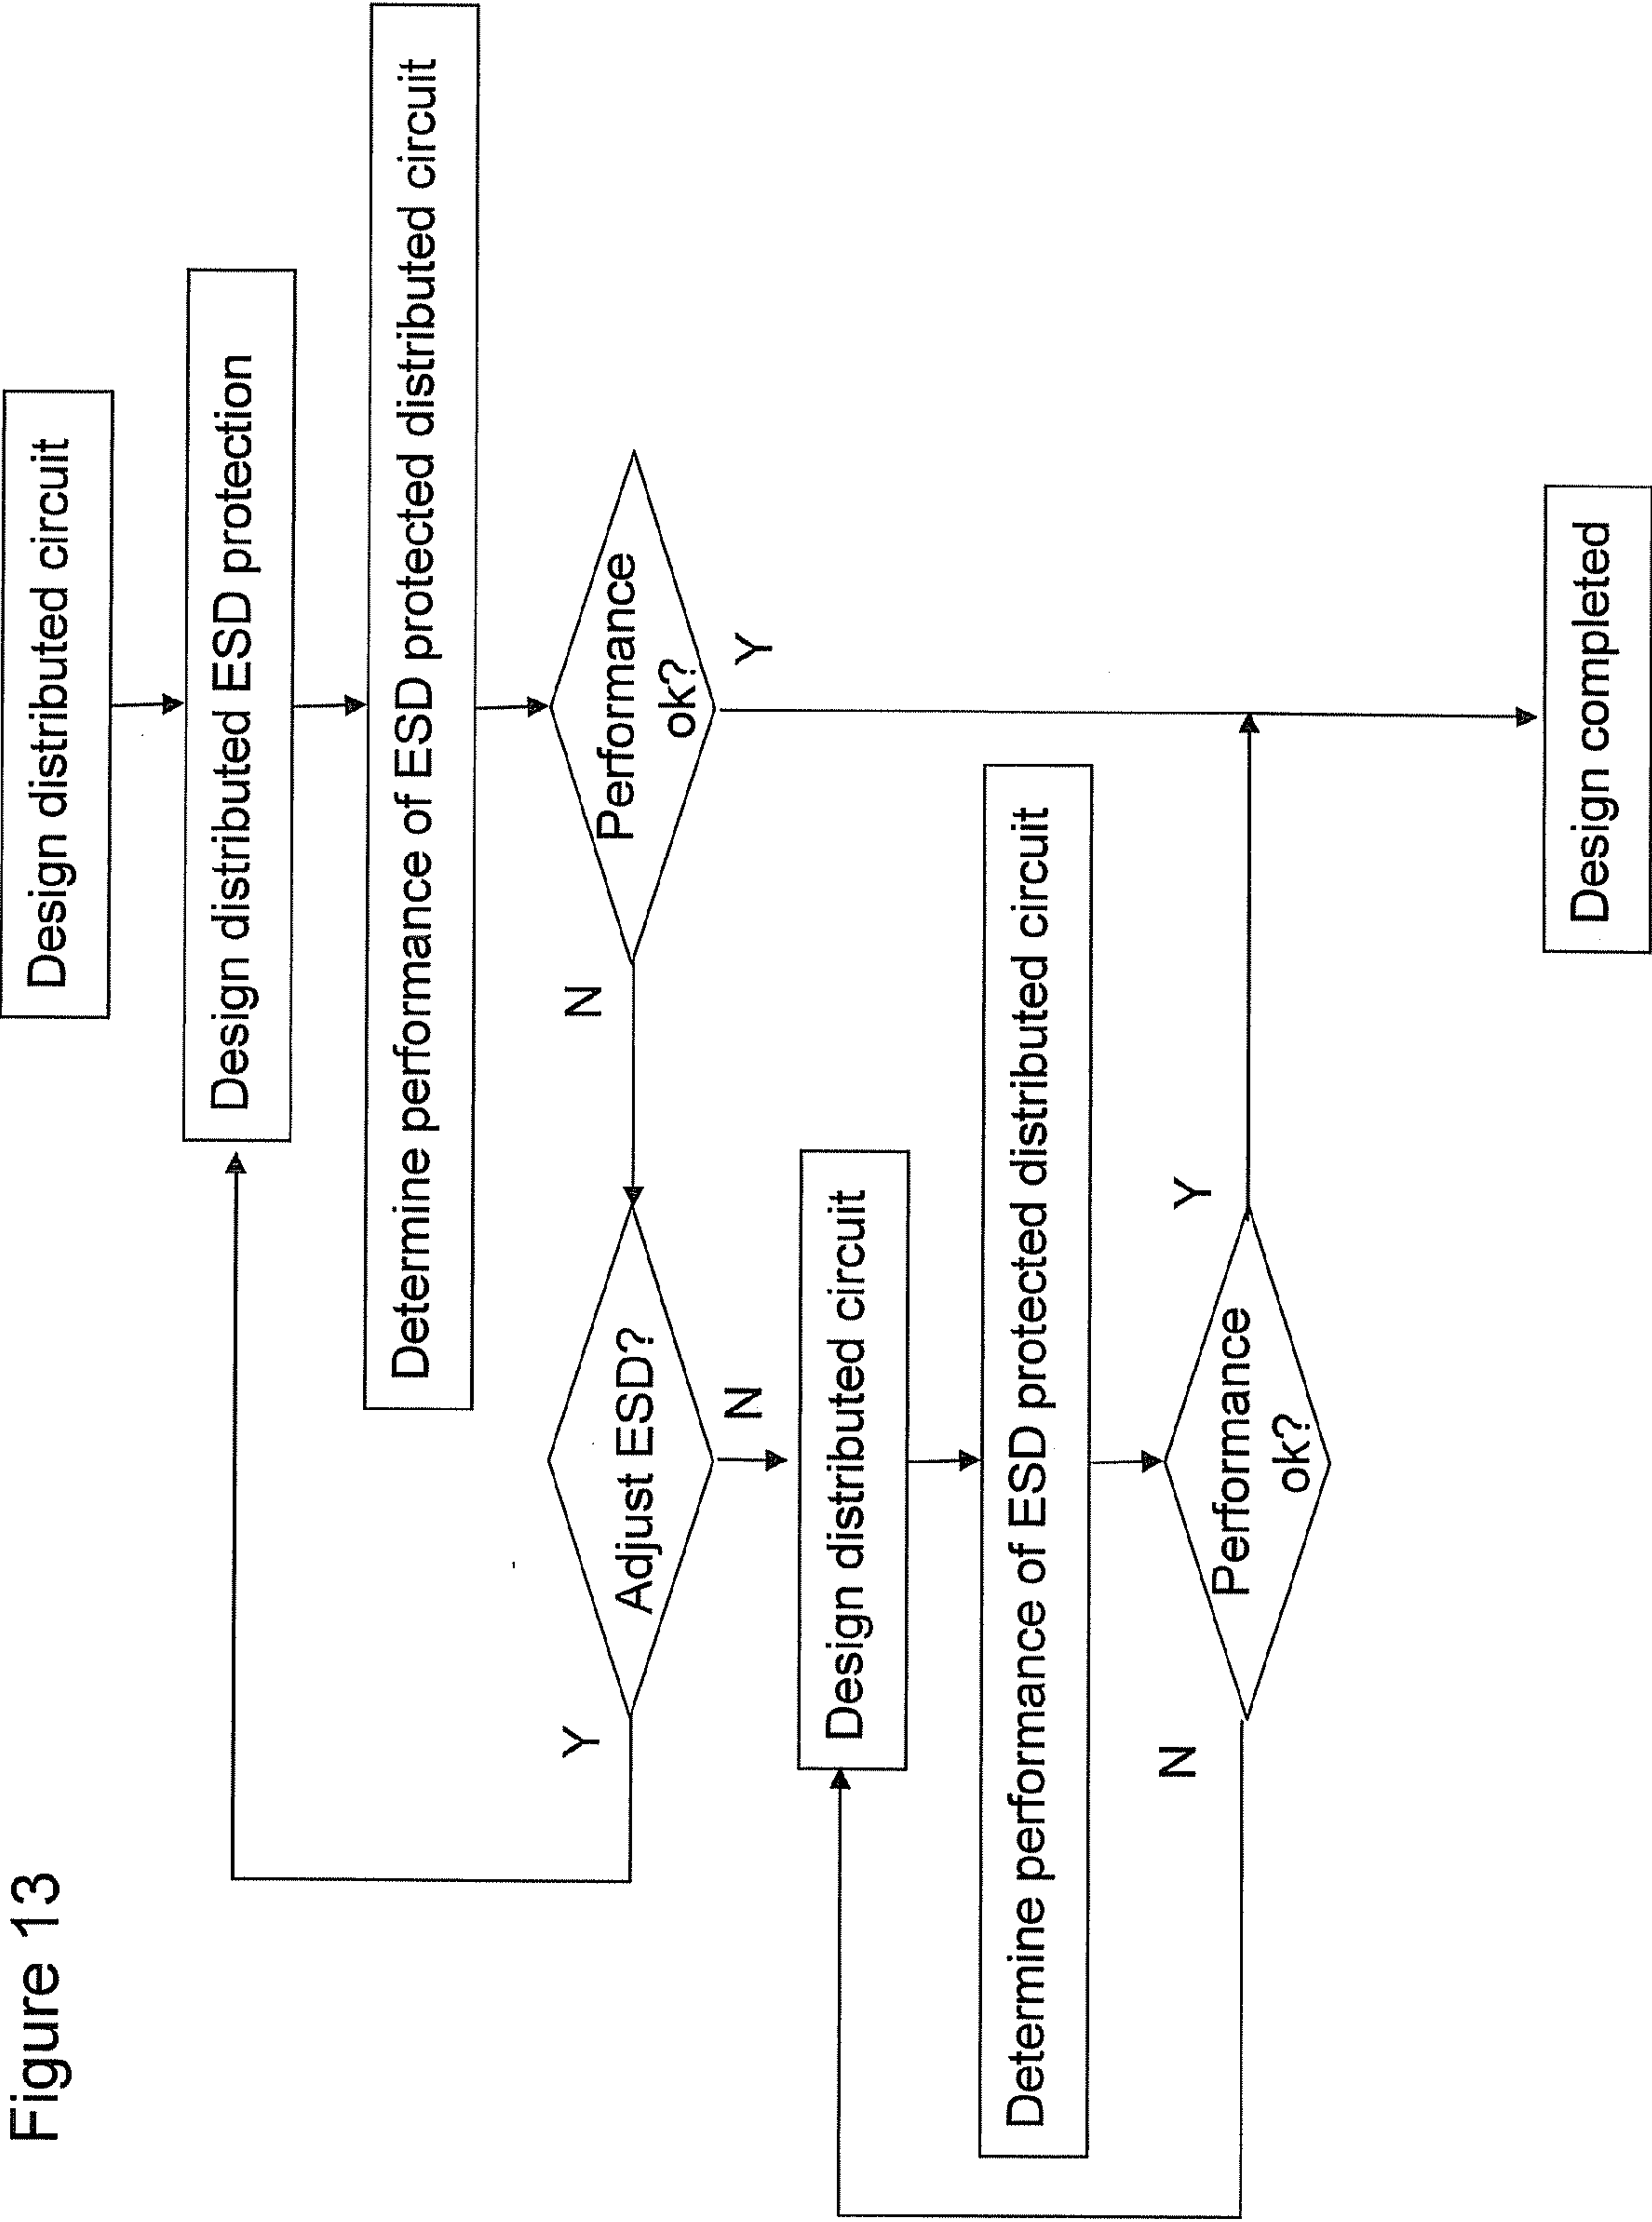 Figure 13
Design distributed circuit
Design distributed ESD protection
Determine performance of ESD protected distributed circuit
Performance
ok?
N
Y
Adjust ESD?
Y
N
Design distributed circuit
Determine performance of ESD protected distributed circuit
Performance
ok?
N
Y
Design completed